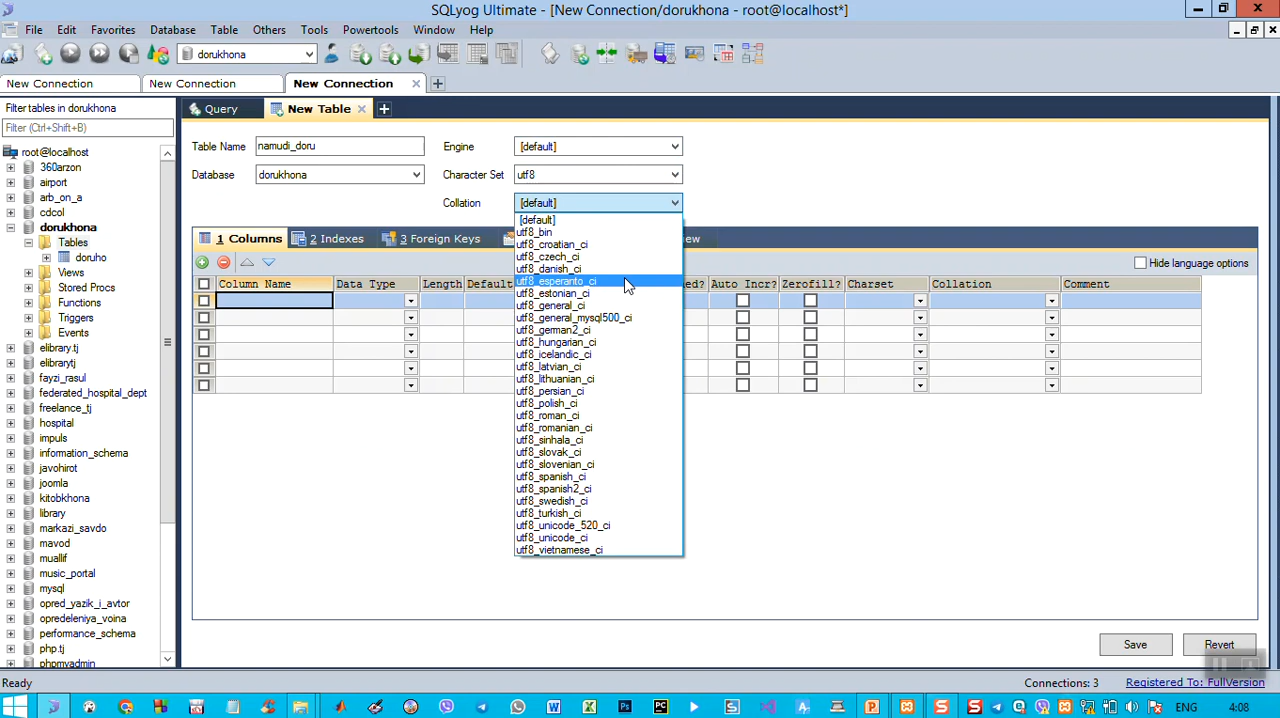 SQLyog Ultimate - [New Connection/dorukhona - root@localhost*]
File Edit Favorites Database Table Others Tools Powertools Window Help
dorukhona
New Connection New Connection New Connection
Filter tables in dorukhona
Filter (Ctrl+Shift+B)
root@localhost
360arzon
airport
arb_on_a
cdcol
dorukhona
Tables
doruho
Views
Stored Procs
Functions
Triggers
Events
elibrary.tj
elibrarytj
fayzi_rasul
federated_hospital_dept
freelance_tj
hospital
impuls
information_schema
javohirot
joomla
kitobkhona
library
markazi_savdo
mavod
muallif
music_portal
mysql
opred_yazik_i_avtor
opredeleniya_voina
performance_schema
php.tj
phpmyadmin
Query New Table
Table Name namudi_doru Engine [default]
Database dorukhona Character Set utf8
Collation [default]
[default]
utf8_bin
utf8_croatian_ci
utf8_czech_ci
utf8_danish_ci
utf8_esperanto_ci
utf8_estonian_ci
utf8_general_ci
utf8_general_mysql500_ci
utf8_german2_ci
utf8_hungarian_ci
utf8_icelandic_ci
utf8_latvian_ci
utf8_lithuanian_ci
utf8_persian_ci
utf8_polish_ci
utf8_roman_ci
utf8_romanian_ci
utf8_sinhala_ci
utf8_slovak_ci
utf8_slovenian_ci
utf8_spanish_ci
utf8_spanish2_ci
utf8_swedish_ci
utf8_turkish_ci
utf8_unicode_520_ci
utf8_unicode_ci
utf8_vietnamese_ci
1 Columns 2 Indexes 3 Foreign Keys
Hide language options
Column Name Data Type Length Default Auto Incr? Zerofill? Charset Collation Comment
Save Revert
Ready Connections: 3 Registered To: FullVersion
ENG 4:08